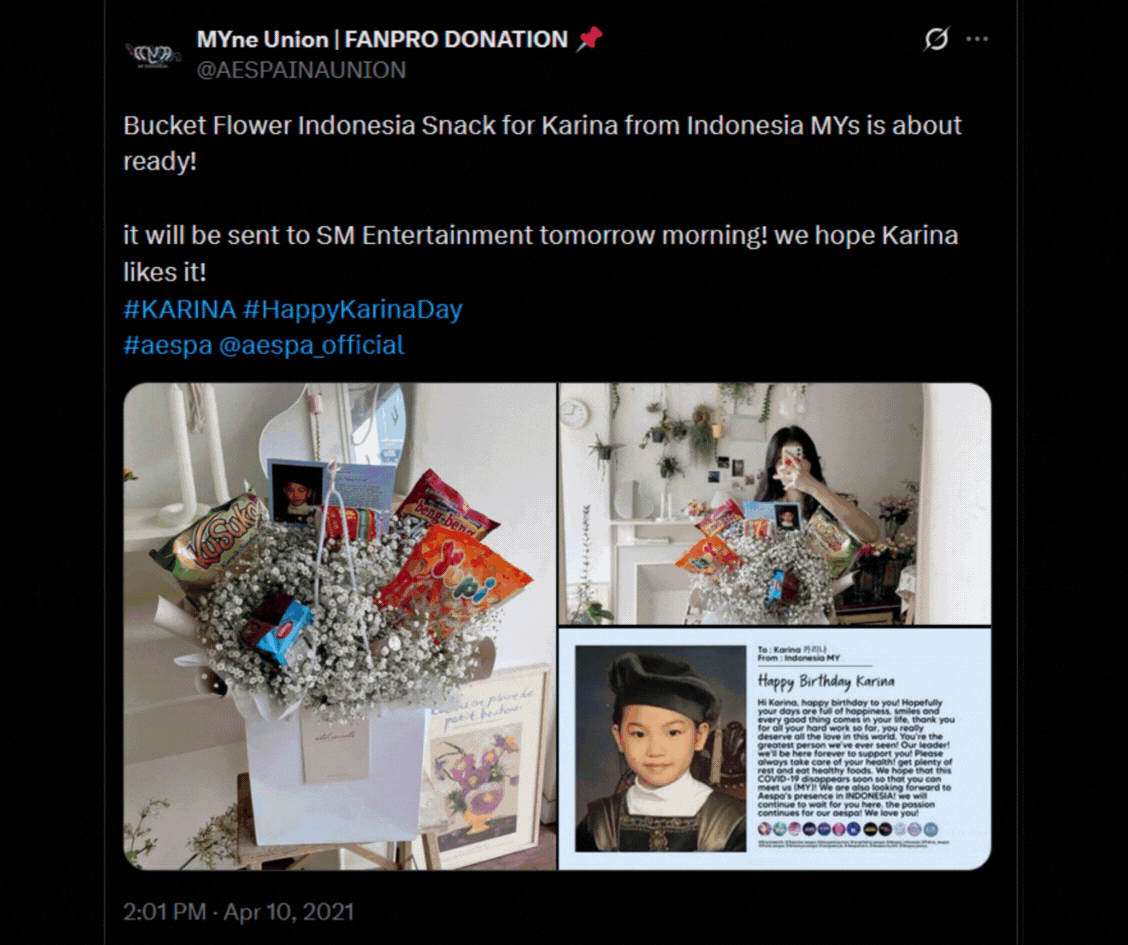 MYne Union | FANPRO DONATION 📌
@AESPAINAUNION
Bucket Flower Indonesia Snack for Karina from Indonesia MYs is about
ready!
it will be sent to SM Entertainment tomorrow morning! we hope Karina
likes it!
#KARINA #HappyKarinaDay
#aespa @aespa_official
YuSuKe
beng-beng
Yupi
petit bonheur
To : Karina 카리나
From : Indonesia MY
Happy Birthday Karina
Hi Karina, happy birthday to you! Hopefully
your days are full of happiness, smiles and
every good thing comes in your life, thank you
for all your hard work so far, you really
deserve all the love in this world. You're the
greatest person we've ever seen! Our leader!
we'll be here forever to support you! Please
always take care of your health! get plenty of
rest and eat healthy foods. We hope that this
COVID-19 disappears soon so that you can
meet us (MY)! We are also looking forward to
Aespa's presence in INDONESIA! we will
continue to wait for you here, the passion
continues for our aespa! We love you!
2:01 PM · Apr 10, 2021